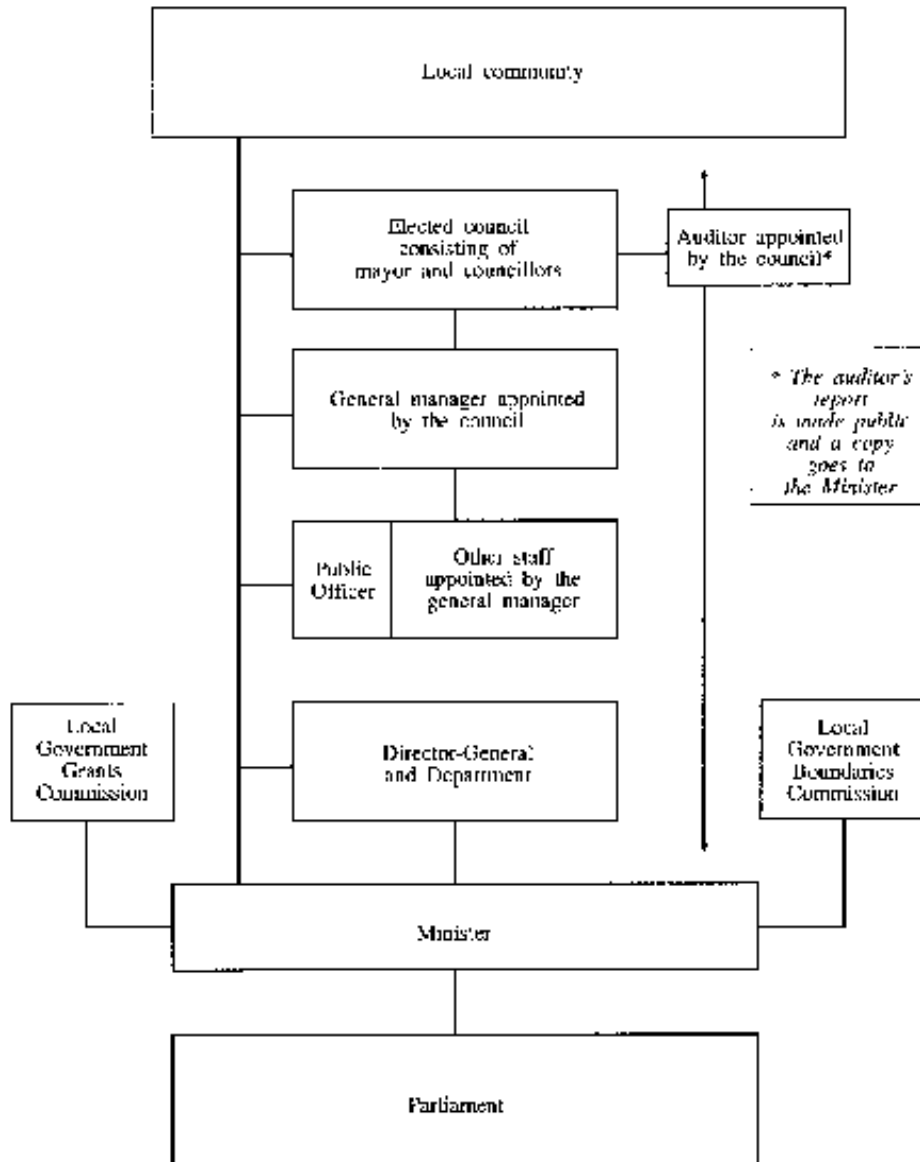 Local community
Elected council
consisting of
mayor and councillors
Auditor appointed
by the council*
General manager appointed
by the council
* The auditor's
report
is made public
and a copy
goes to
the Minister
Public
Officer
Other staff
appointed by the
general manager
Local
Government
Grants
Commission
Director-General
and Department
Local
Government
Boundaries
Commission
Minister
Parliament